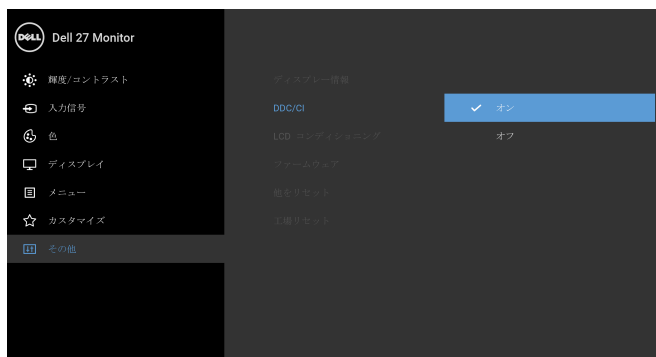 DELL
Dell 27 Monitor
輝度/コントラスト
入力信号
色
ディスプレイ
メニュー
カスタマイズ
その他
ディスプレー情報
DDC/CI
LCD コンディショニング
ファームウェア
他をリセット
工場リセット
オン
オフ